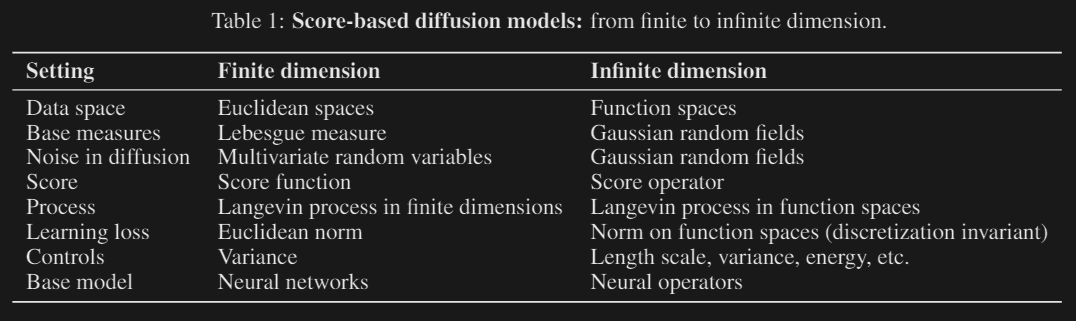 Table 1: Score-based diffusion models: from finite to infinite dimension.
Setting Finite dimension Infinite dimension
Data space Euclidean spaces Function spaces
Base measures Lebesgue measure Gaussian random fields
Noise in diffusion Multivariate random variables Gaussian random fields
Score Score function Score operator
Process Langevin process in finite dimensions Langevin process in function spaces
Learning loss Euclidean norm Norm on function spaces (discretization invariant)
Controls Variance Length scale, variance, energy, etc.
Base model Neural networks Neural operators